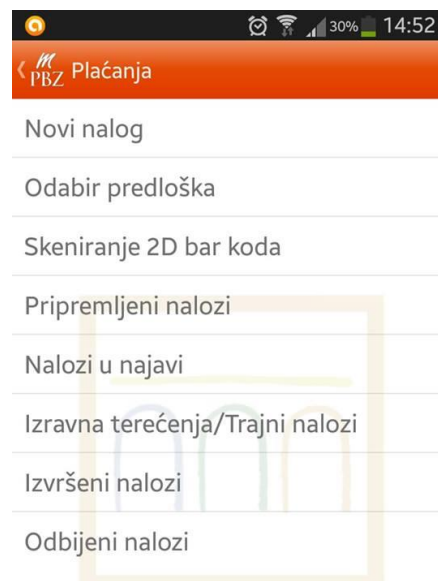 30% 14:52
m
PBZ Plaćanja
Novi nalog
Odabir predloška
Skeniranje 2D bar koda
Pripremljeni nalozi
Nalozi u najavi
Izravna terećenja/Trajni nalozi
Izvršeni nalozi
Odbijeni nalozi